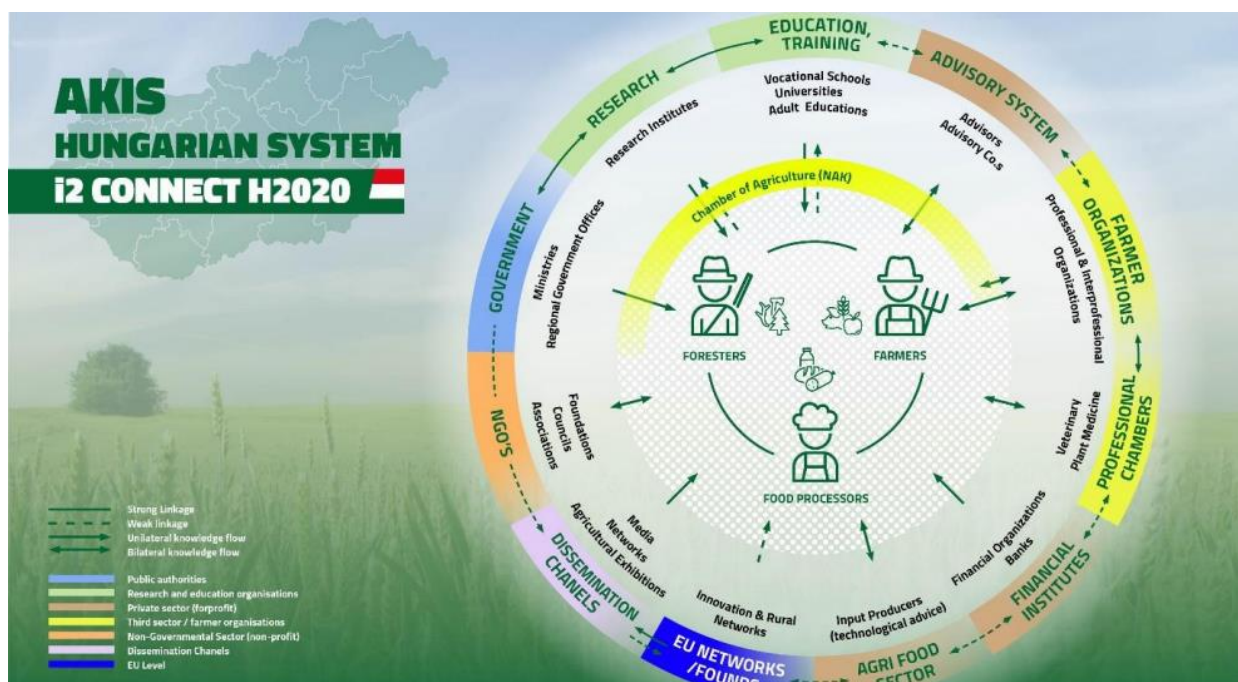 AKIS
HUNGARIAN SYSTEM
i2 CONNECT H2020
EDUCATION,
TRAINING
ADVISORY SYSTEM
FARMER
ORGANIZATIONS
PROFESSIONAL
CHAMBERS
FINANCIAL
INSTITUTES
AGRI FOOD
SECTOR
EU NETWORKS
/FOUNDS
DISSEMINATION
CHANELS
NGO'S
GOVERNMENT
RESEARCH
Vocational Schools
Universities
Adult Educations
Advisors
Advisory Co.s
Professional & Interprofessional
Organizations
Veterinary
Plant Medicine
Financial Organizations
Banks
Input Producers
(technological advice)
Innovation & Rural
Networks
Media
Networks
Agricultural Exhibitions
Foundations
Councils
Associations
Ministries
Regional Government Offices
Research Institutes
Chamber of Agriculture (NAK)
FORESTERS
FARMERS
FOOD PROCESSORS
Strong Linkage
Weak linkage
Unilateral knowledge flow
Bilateral knowledge flow
Public authorities
Research and education organisations
Private sector (forprofit)
Third sector / farmer organisations
Non-Governmental Sector (non-profit)
Dissemination Chanels
EU Level